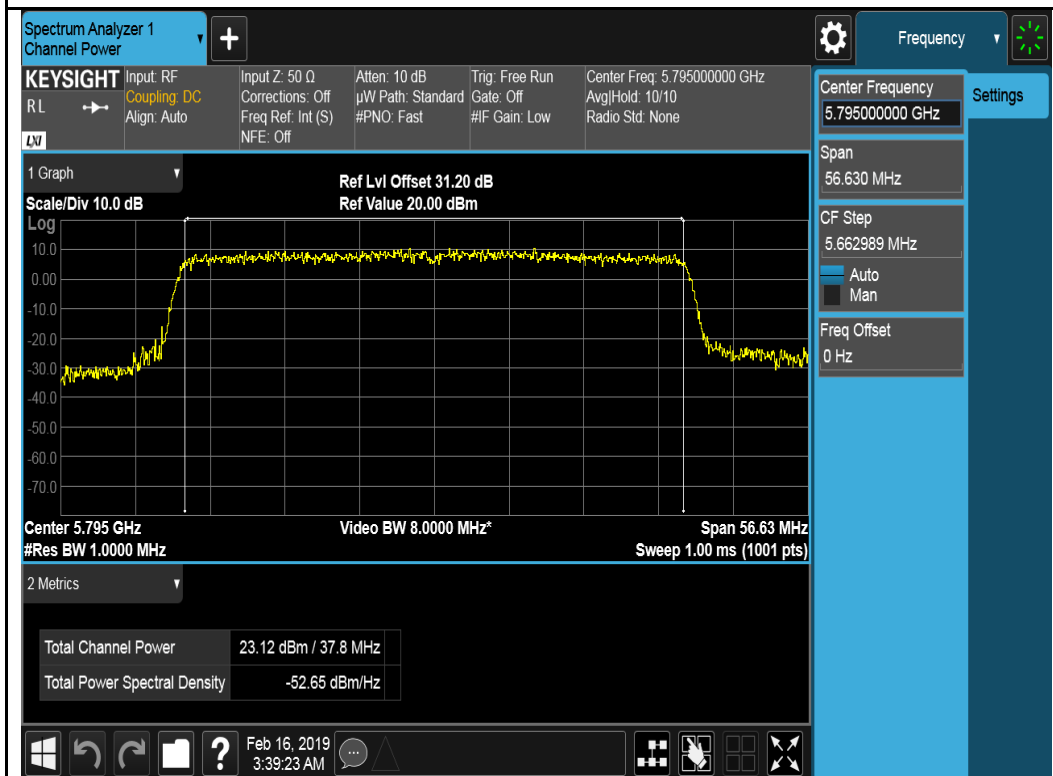 Spectrum Analyzer 1
Channel Power
+
Frequency
KEYSIGHT
R L
LXI
Input: RF
Coupling: DC
Align: Auto
Input Z: 50 Ω
Corrections: Off
Freq Ref: Int (S)
NFE: Off
Atten: 10 dB
µW Path: Standard
#PNO: Fast
Trig: Free Run
Gate: Off
#IF Gain: Low
Center Freq: 5.795000000 GHz
Avg|Hold: 10/10
Radio Std: None
Center Frequency
5.795000000 GHz
Settings
Span
56.630 MHz
CF Step
5.662989 MHz
Auto
Man
Freq Offset
0 Hz
1 Graph
Scale/Div 10.0 dB
Ref Lvl Offset 31.20 dB
Ref Value 20.00 dBm
Log
10.0
0.00
-10.0
-20.0
-30.0
-40.0
-50.0
-60.0
-70.0
Center 5.795 GHz
#Res BW 1.0000 MHz
Video BW 8.0000 MHz*
Span 56.63 MHz
Sweep 1.00 ms (1001 pts)
2 Metrics
Total Channel Power 23.12 dBm / 37.8 MHz
Total Power Spectral Density -52.65 dBm/Hz
?
Feb 16, 2019
3:39:23 AM